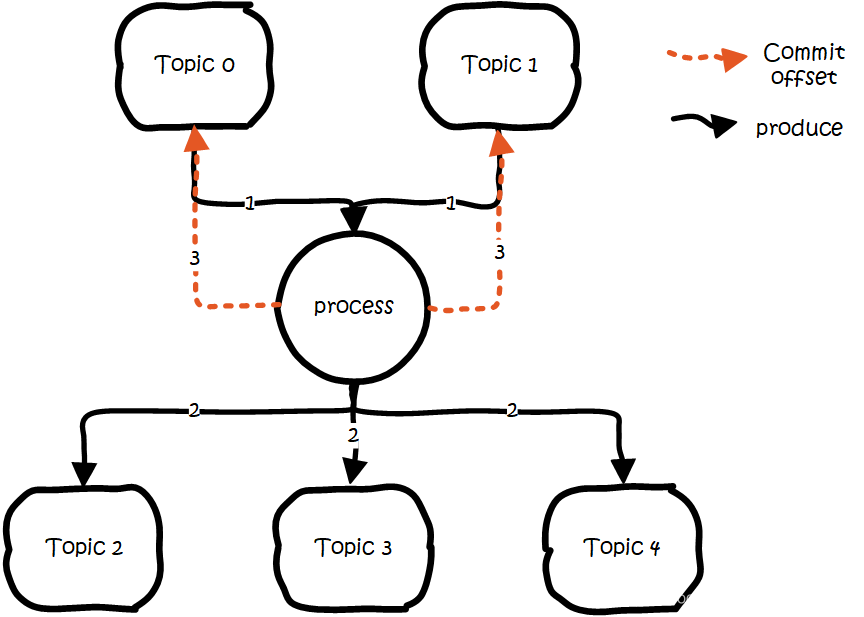 Topic 0
Topic 1
Commit
offset
produce
1
1
3
3
process
2
2
2
Topic 2
Topic 3
Topic 4